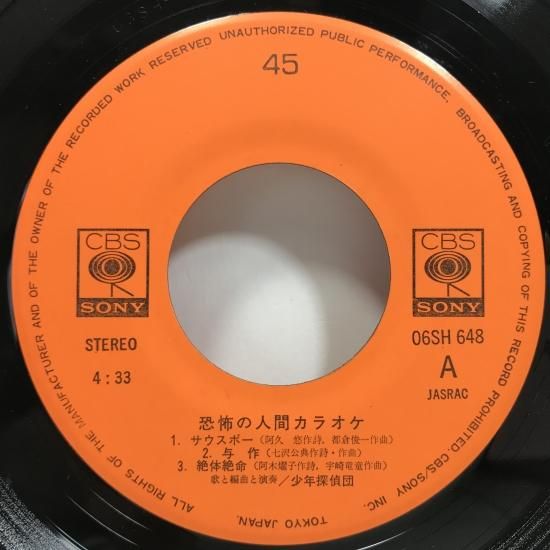 ALL RIGHTS OF THE MANUFACTURER AND OF THE OWNER OF THE RECORDED WORK RESERVED UNAUTHORIZED PUBLIC PERFORMANCE, BROADCASTING AND COPYING OF THIS RECORD PROHIBITED-CBS/SONY INC. TOKYO JAPAN.
45
CBS
SONY
CBS
SONY
STEREO
4:33
06SH 648
A
JASRAC
恐怖の人間カラオケ
1. サウスポー(阿久 悠作詩, 都倉俊一作曲)
2. 与 作(七沢公典作詩・作曲)
3. 絶体絶命(阿木燿子作詩, 宇崎竜童作曲)
歌と編曲と演奏/少年探偵団